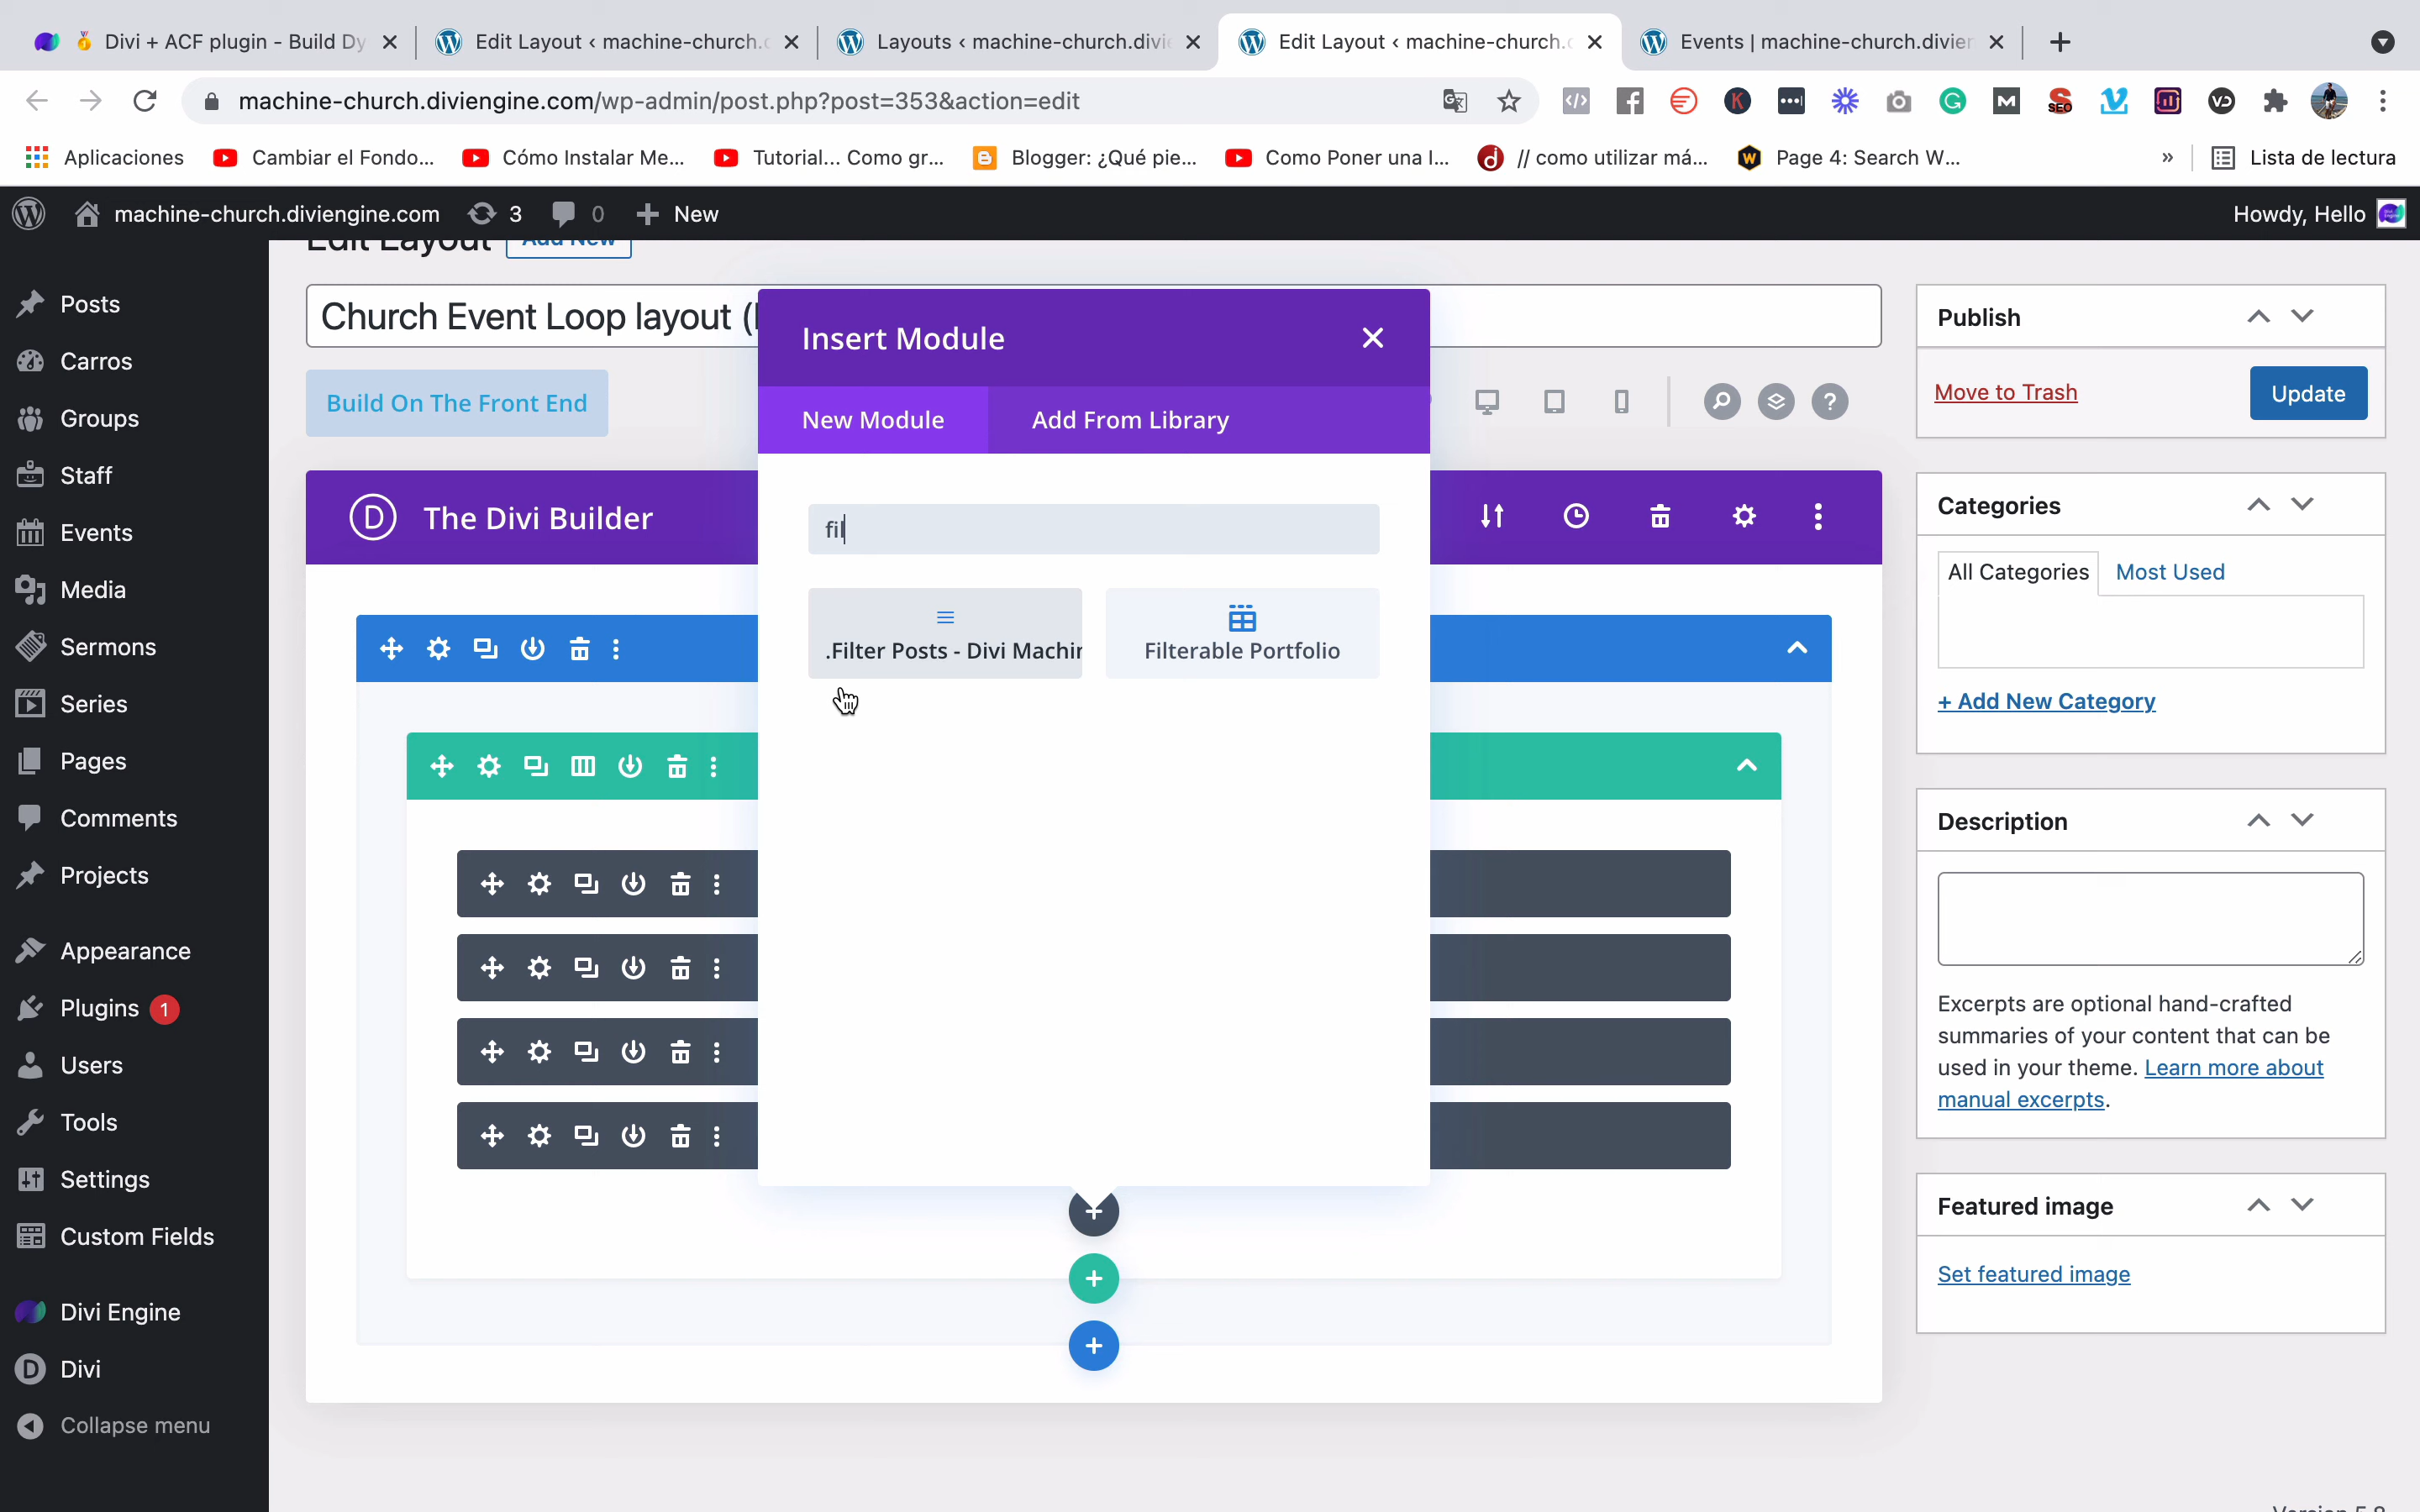 Divi + ACF plugin - Build Dy
Edit Layout < machine-church.
Layouts < machine-church.divi
Edit Layout < machine-church.
Events | machine-church.divien
machine-church.diviengine.com/wp-admin/post.php?post=353&action=edit
Aplicaciones
Cambiar el Fondo...
Cómo Instalar Me...
Tutorial... Como gr...
Blogger: ¿Qué pie...
Como Poner una I...
// como utilizar má...
Page 4: Search W...
»
Lista de lectura
machine-church.diviengine.com
3
0
New
Howdy, Hello
Edit Layout
Add New
Posts
Carros
Groups
Staff
Events
Media
Sermons
Series
Pages
Comments
Projects
Appearance
Plugins 1
Users
Tools
Settings
Custom Fields
Divi Engine
Divi
Collapse menu
Church Event Loop layout (
Build On The Front End
The Divi Builder
Insert Module
New Module
Add From Library
fil
.Filter Posts - Divi Machin
Filterable Portfolio
Publish
Move to Trash
Update
Categories
All Categories
Most Used
+ Add New Category
Description
Excerpts are optional hand-crafted
summaries of your content that can be
used in your theme. Learn more about
manual excerpts.
Featured image
Set featured image
Version 5.8